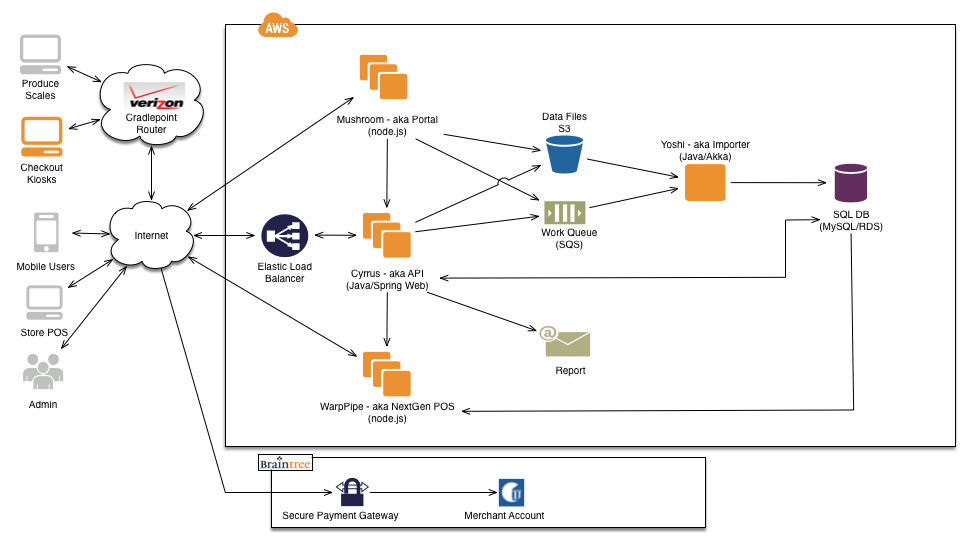 AWS
Produce
Scales
verizon
Cradlepoint
Router
Checkout
Kiosks
Mushroom - aka Portal
(node.js)
Data Files
S3
Yoshi - aka Importer
(Java/Akka)
Mobile Users
Internet
Elastic Load
Balancer
Cyrrus - aka API
(Java/Spring Web)
Work Queue
(SQS)
SQL DB
(MySQL/RDS)
Store POS
@
Report
Admin
WarpPipe - aka NextGen POS
(node.js)
Braintree
Secure Payment Gateway
Merchant Account